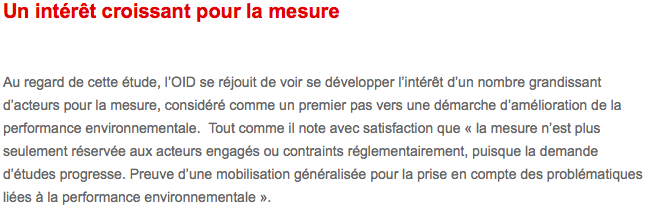 Un intérêt croissant pour la mesure
Au regard de cette étude, l’OID se réjouit de voir se développer l’intérêt d’un nombre grandissant
d’acteurs pour la mesure, considéré comme un premier pas vers une démarche d’amélioration de la
performance environnementale.  Tout comme il note avec satisfaction que « la mesure n’est plus
seulement réservée aux acteurs engagés ou contraints réglementairement, puisque la demande
d’études progresse. Preuve d’une mobilisation généralisée pour la prise en compte des problématiques
liées à la performance environnementale ».